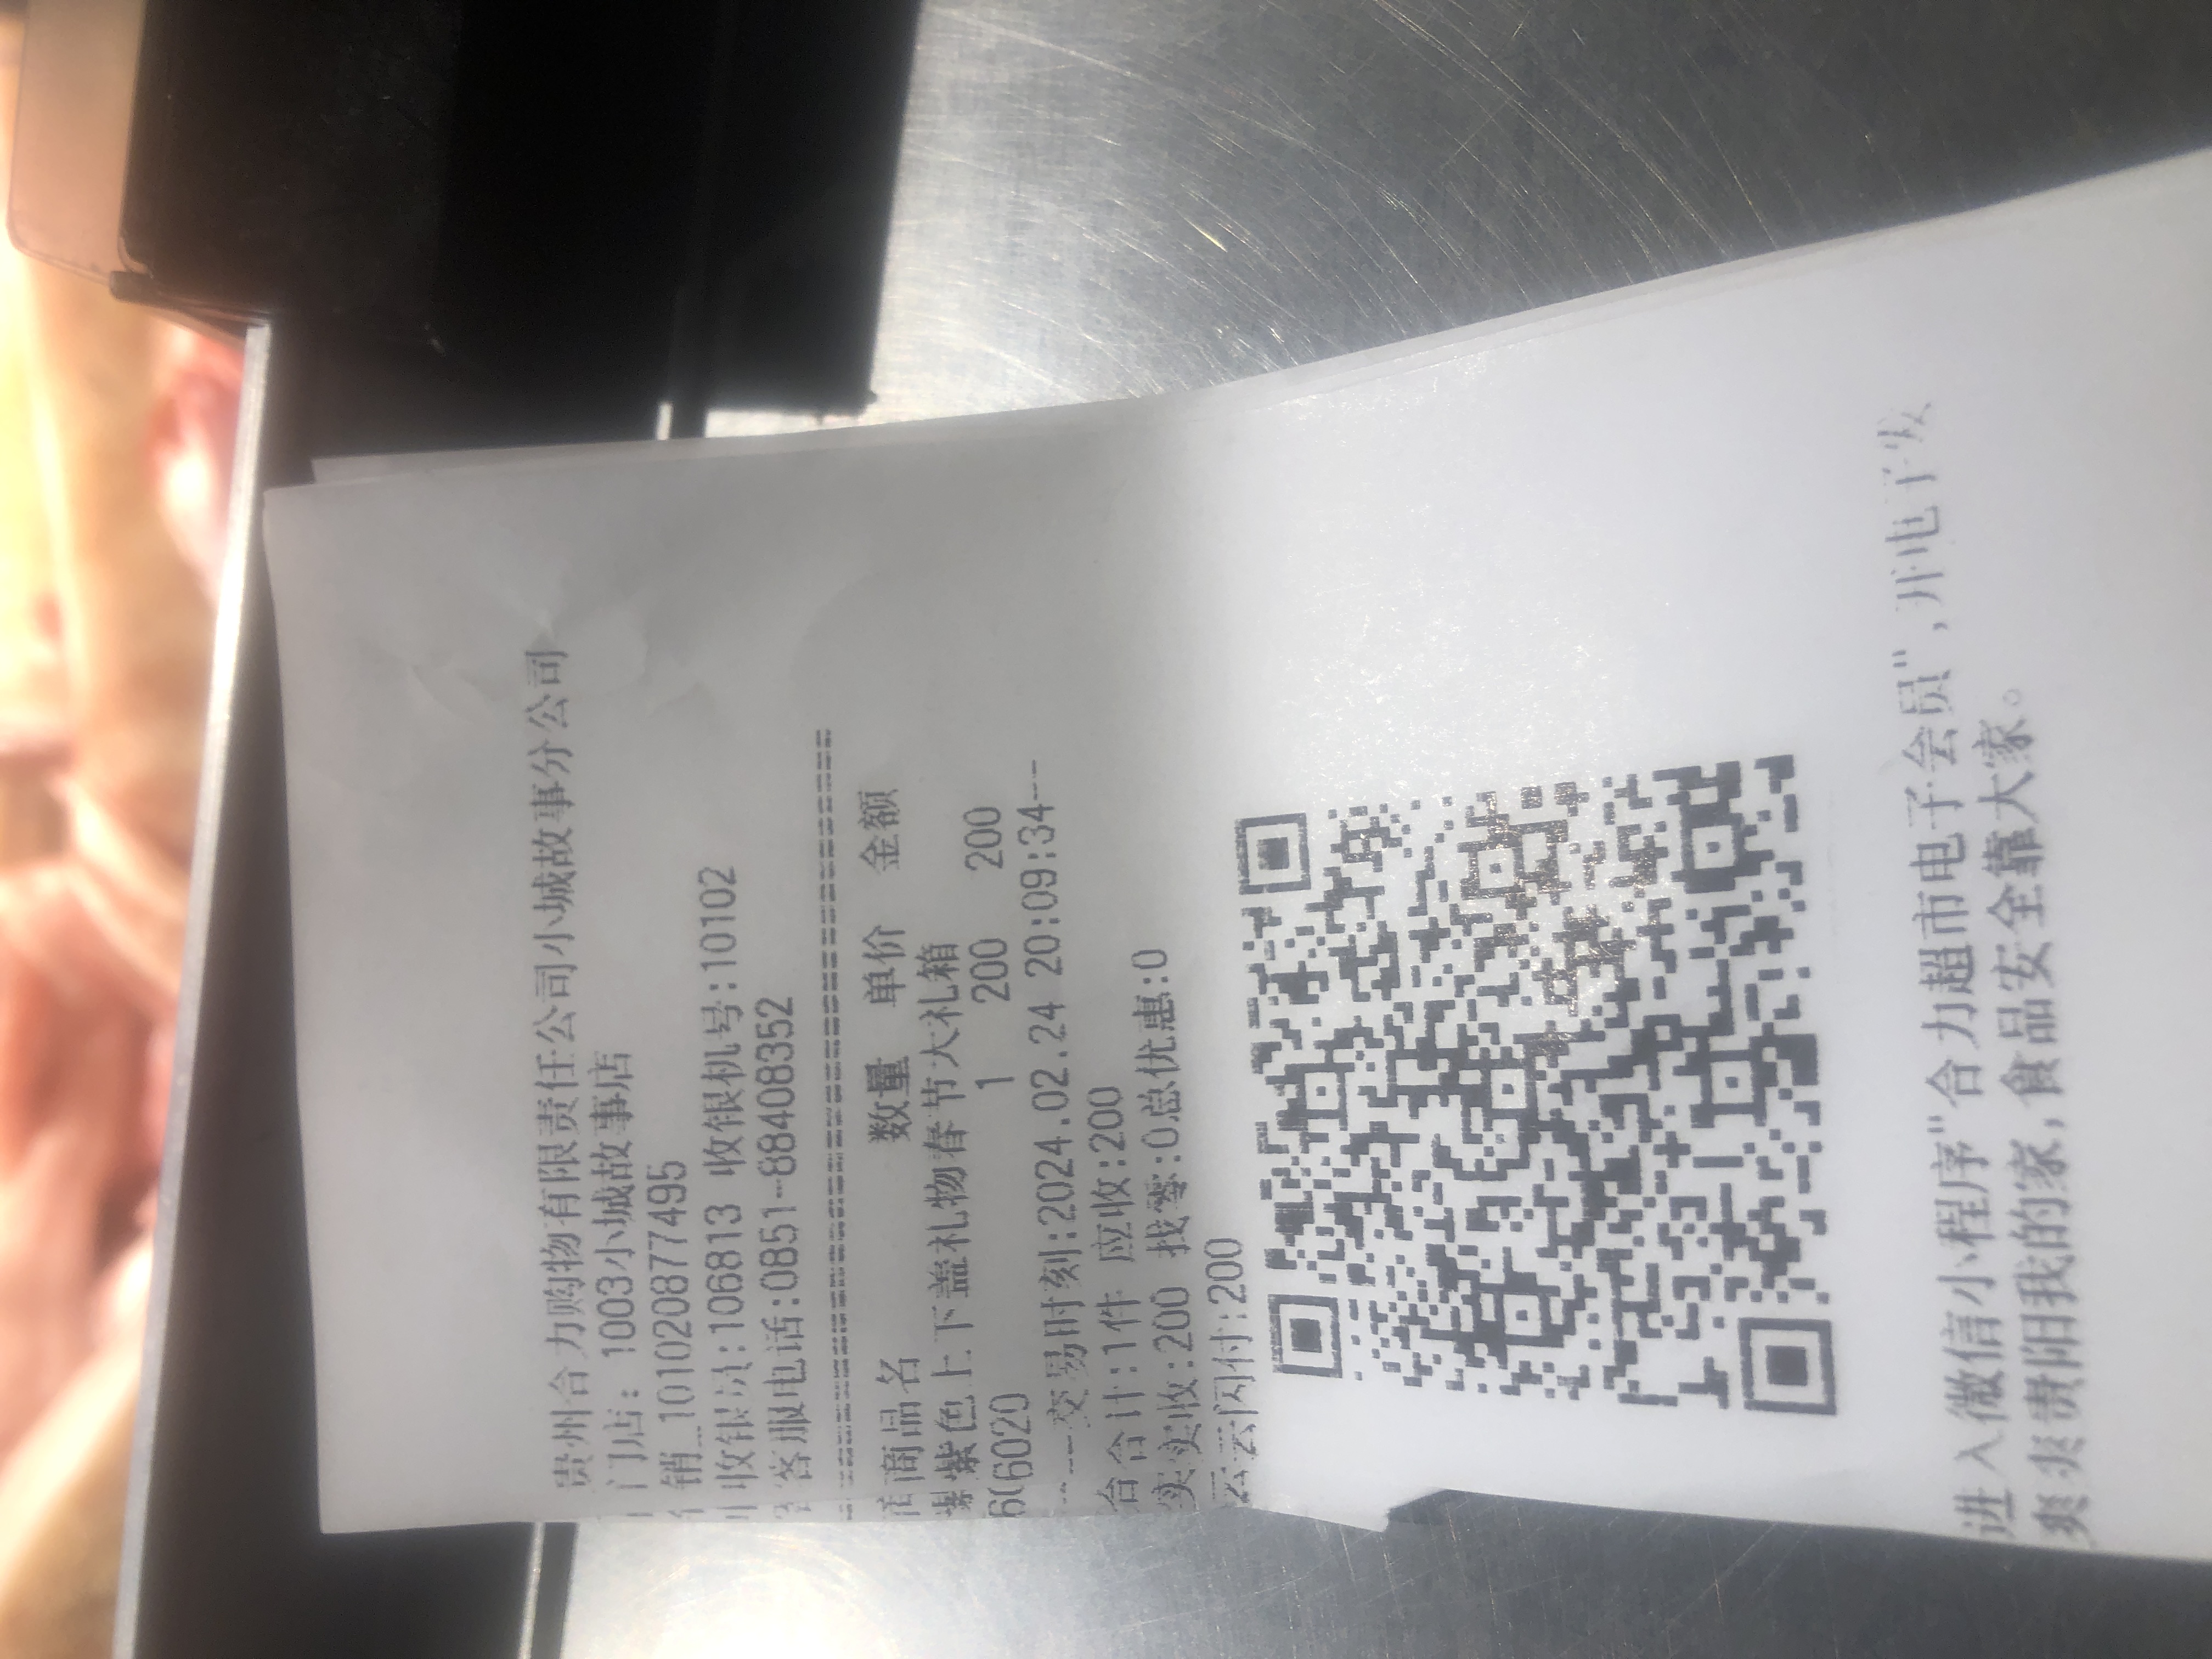 贵州合力购物有限责任公司小城故事分公司
门店: 1003小城故事店
销 1010208774​95
收银员:106813 收银机号:10102
客服电话:0851-88408352
商品名 数量 单价 金额
紫色上下盖礼物春节大礼箱
6020 1 200 200
交易时刻:2024.02.24 20:09:34
合计:1件 应收:200
实收:200 找零:0总优惠:0
云闪付:200
进入微信小程序"合力超市电子会员",开电子发
爽爽贵阳我的家,食品安全靠大家。